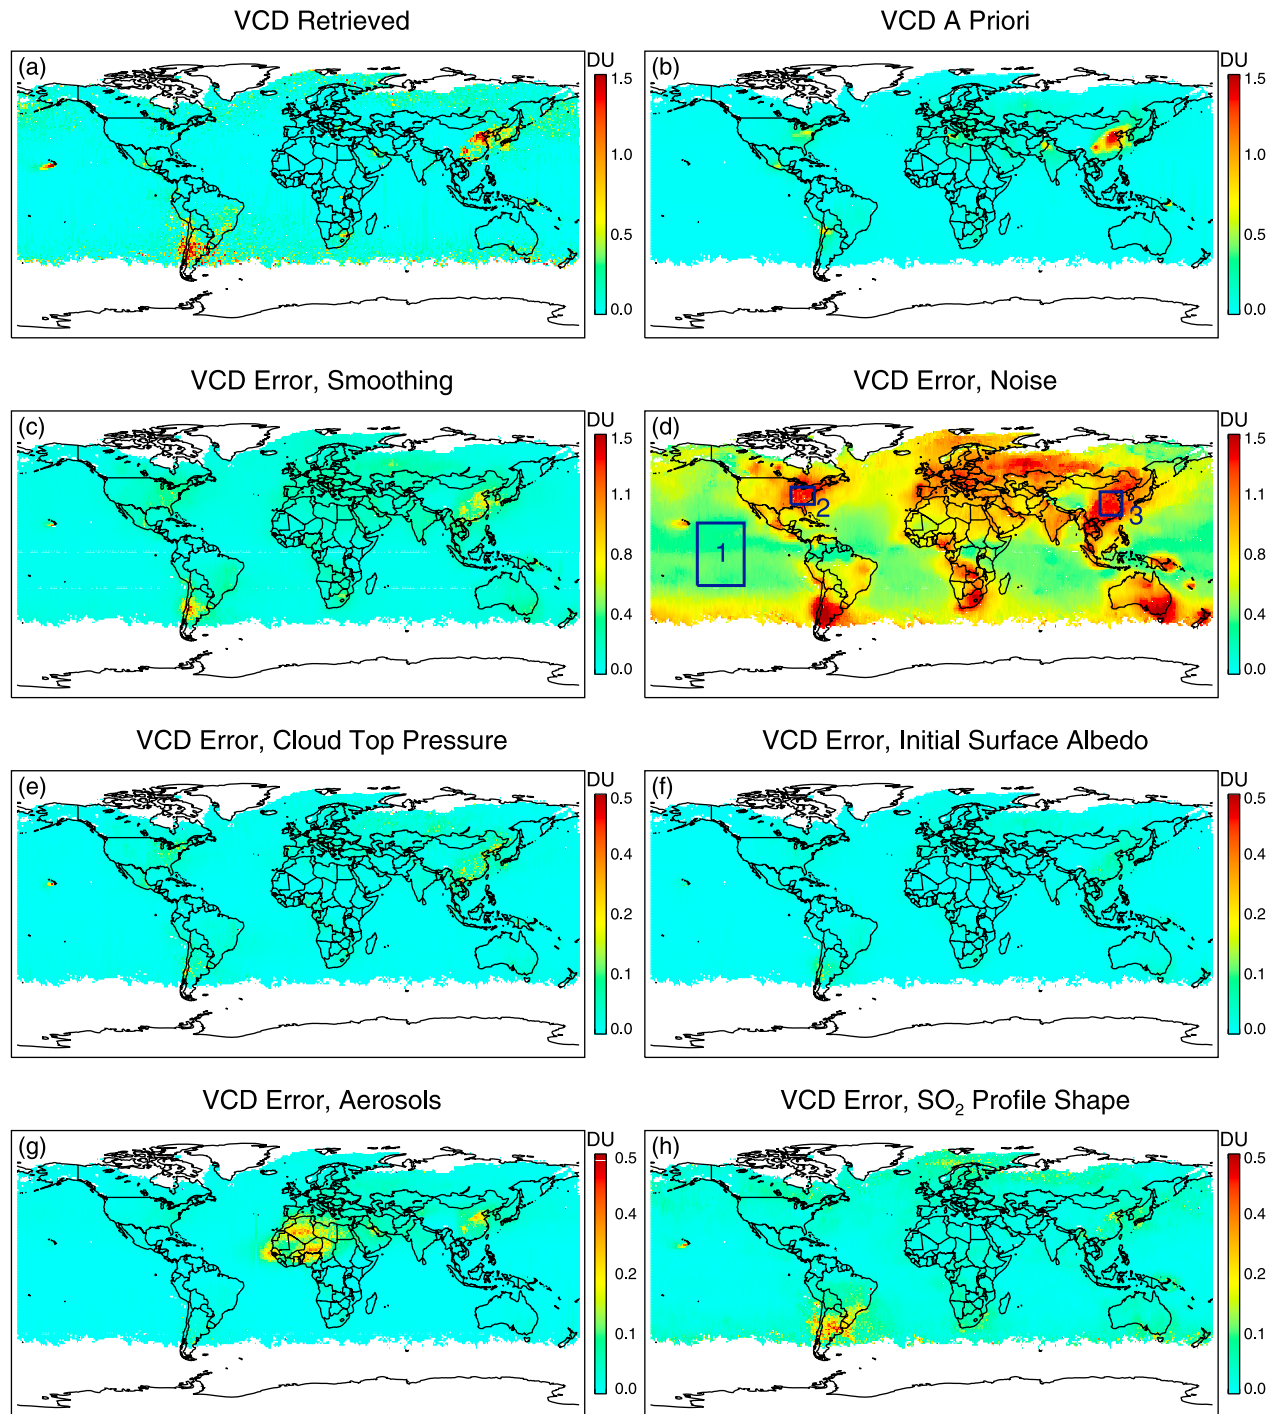 VCD Retrieved
VCD A Priori
(a)
DU
1.5
1.0
0.5
0.0
(b)
DU
1.5
1.0
0.5
0.0
VCD Error, Smoothing
VCD Error, Noise
(c)
DU
1.5
1.1
0.8
0.4
0.0
(d)
1
2
3
DU
1.5
1.1
0.8
0.4
0.0
VCD Error, Cloud Top Pressure
VCD Error, Initial Surface Albedo
(e)
DU
0.5
0.4
0.2
0.1
0.0
(f)
DU
0.5
0.4
0.2
0.1
0.0
VCD Error, Aerosols
VCD Error, SO₂ Profile Shape
(g)
DU
0.5
0.4
0.2
0.1
0.0
(h)
DU
0.5
0.4
0.2
0.1
0.0